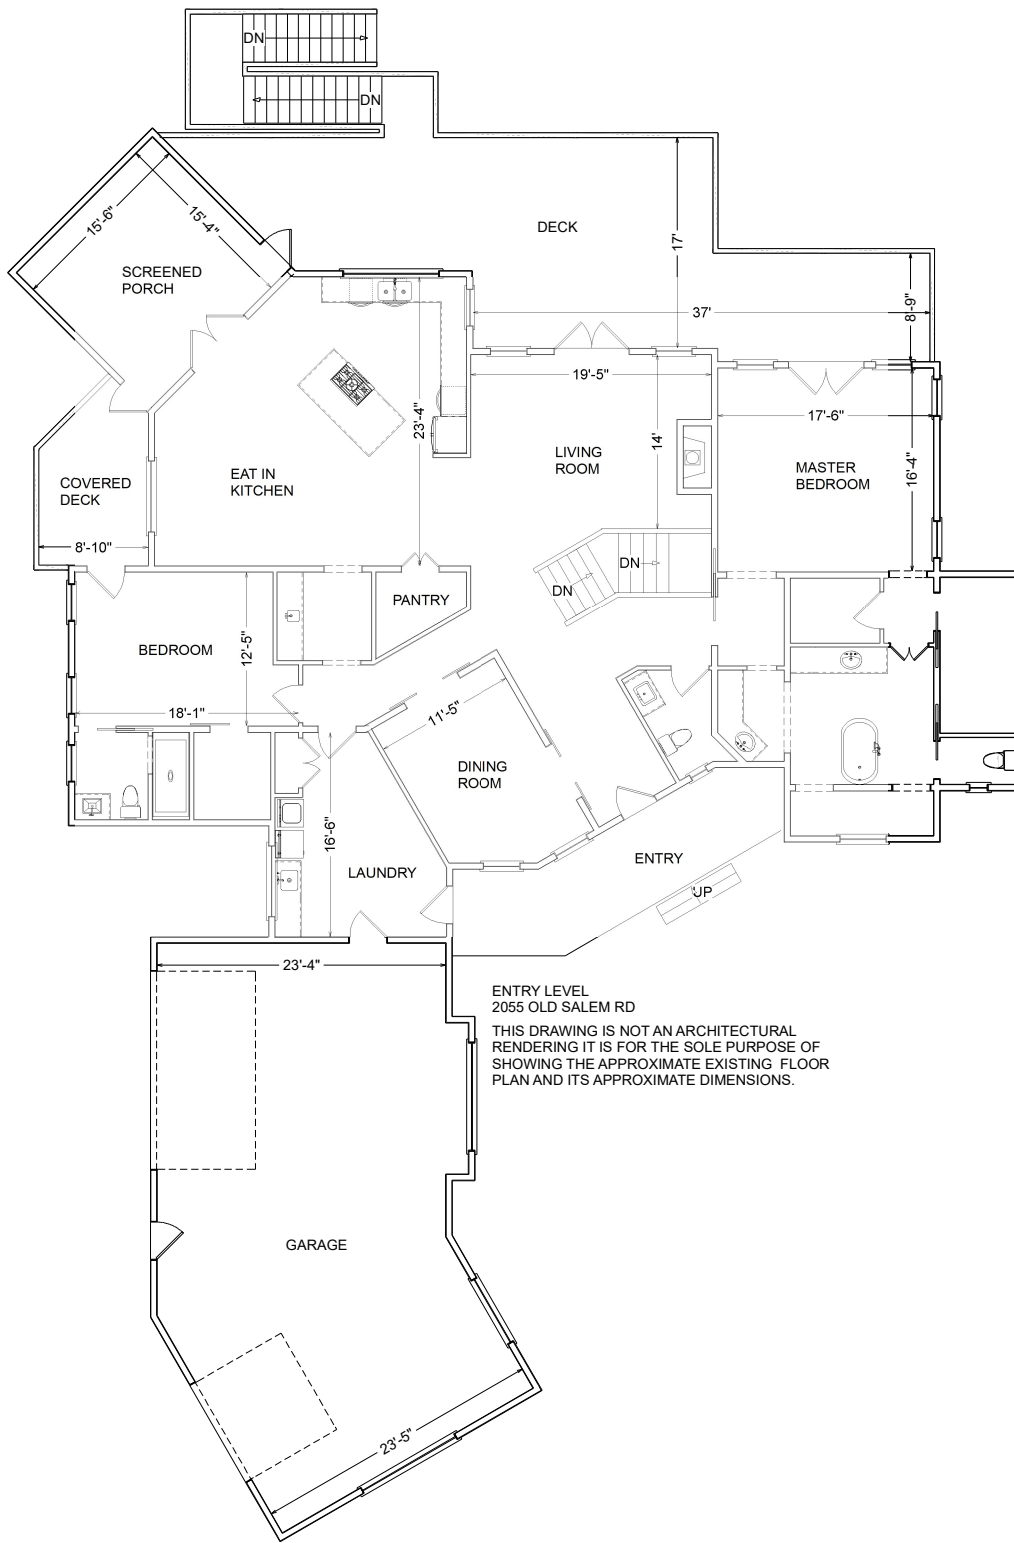 DN
DN
DECK
15'-6"
15'-4"
17'
SCREENED
PORCH
8'-9"
37'
19'-5"
17'-6"
23'-4"
14'
16'-4"
LIVING
ROOM
MASTER
BEDROOM
EAT IN
KITCHEN
COVERED
DECK
8'-10"
DN
DN
PANTRY
BEDROOM
12'-5"
18'-1"
11'-5"
DINING
ROOM
16'-6"
ENTRY
LAUNDRY
UP
23'-4"
ENTRY LEVEL
2055 OLD SALEM RD
THIS DRAWING IS NOT AN ARCHITECTURAL
RENDERING IT IS FOR THE SOLE PURPOSE OF
SHOWING THE APPROXIMATE EXISTING FLOOR
PLAN AND ITS APPROXIMATE DIMENSIONS.
GARAGE
23'-5"